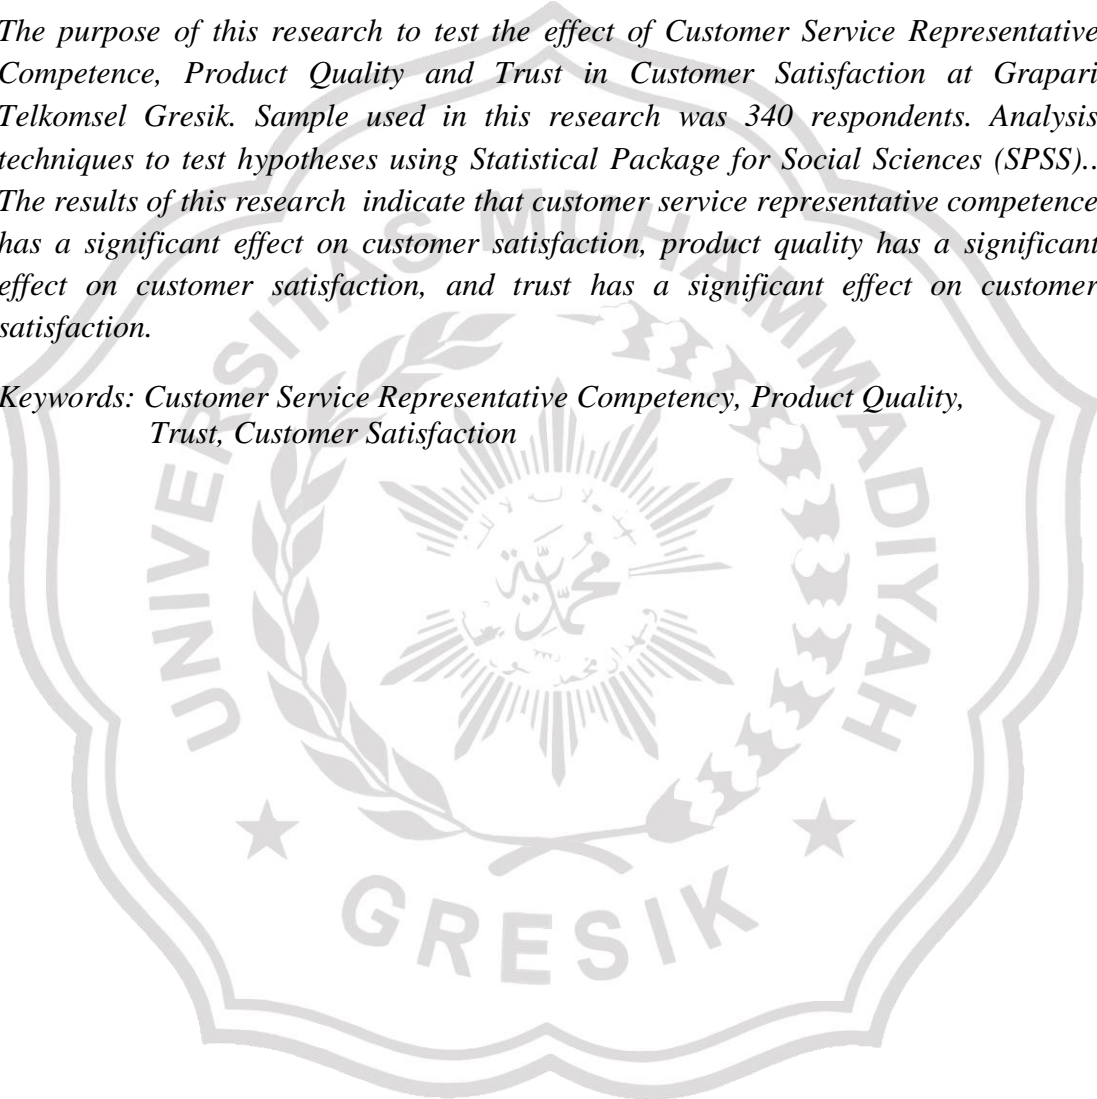 The purpose of this research to test the effect of Customer Service Representative
Competence, Product Quality and Trust in Customer Satisfaction at Grapari
Telkomsel Gresik. Sample used in this research was 340 respondents. Analysis
techniques to test hypotheses using Statistical Package for Social Sciences (SPSS)..
The results of this research indicate that customer service representative competence
has a significant effect on customer satisfaction, product quality has a significant
effect on customer satisfaction, and trust has a significant effect on customer
satisfaction.
Keywords: Customer Service Representative Competency, Product Quality,
Trust, Customer Satisfaction
UNIVERSITAS MUHAMMADIYAH
محمد
GRESIK